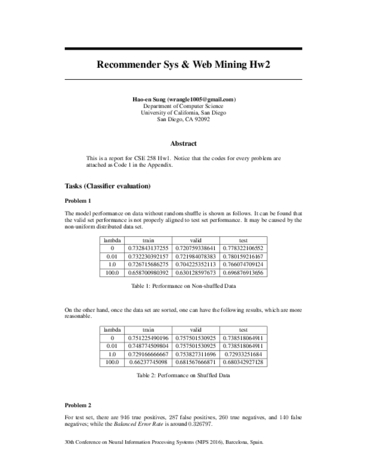 Recommender Sys & Web Mining Hw2
Hao-en Sung (wrangle1005@gmail.com)
Department of Computer Science
University of California, San Diego
San Diego, CA 92092
Abstract
This is a report for CSE 258 Hw1. Notice that the codes for every problem are
attached as Code 1 in the Appendix.
Tasks (Classifier evaluation)
Problem 1
The model performance on data without random shuffle is shown as follows. It can be found that
the valid set performance is not properly aligned to test set performance. It may be caused by the
non-uniform distributed data set.
lambda train valid test
0 0.732843137255 0.720759338641 0.778322106552
0.01 0.732230392157 0.721984078383 0.780159216467
1.0 0.726715686275 0.704225352113 0.766074709124
100.0 0.658700980392 0.630128597673 0.696876913656
Table 1: Performance on Non-shuffled Data
On the other hand, once the data set are sorted, one can have the following results, which are more
reasonable.
lambda train valid test
0 0.751225490196 0.757501530925 0.738518064911
0.01 0.748774509804 0.757501530925 0.738518064911
1.0 0.729166666667 0.753827311696 0.72933251684
100.0 0.66237745098 0.681567666871 0.680342927128
Table 2: Performance on Shuffled Data
Problem 2
For test set, there are 946 true positives, 287 false positives, 260 true negatives, and 140 false
negatives; while the Balanced Error Rate is around 0.326797.
30th Conference on Neural Information Processing Systems (NIPS 2016), Barcelona, Spain.